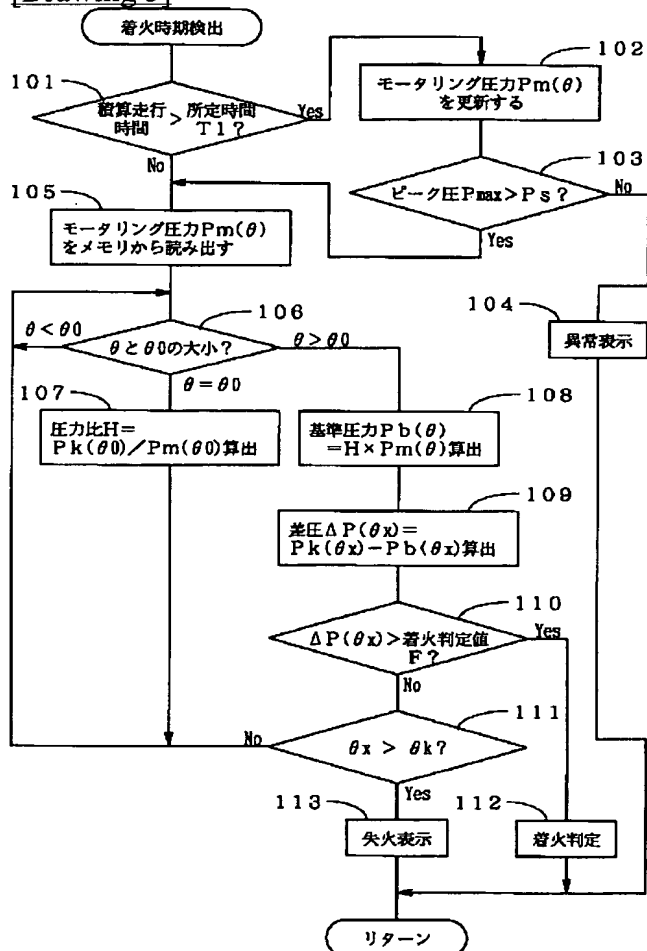 着火時期検出
101
積算走行 > 所定時間
時間 T1?
Yes
No
102
モータリング圧力Pm(θ)
を更新する
103
ピーク圧Pmax>Ps?
No
Yes
105
モータリング圧力Pm(θ)
をメモリから読み出す
104
異常表示
106
θとθ0の大小?
θ<θ0
θ>θ0
θ=θ0
107
圧力比H=
Pk(θ0)/Pm(θ0)算出
108
基準圧力Pb(θ)
=H×Pm(θ)算出
109
差圧ΔP(θx)=
Pk(θx)-Pb(θx)算出
110
ΔP(θx)>着火判定値
F?
Yes
No
111
θx > θk?
No
Yes
113
失火表示
112
着火判定
リターン